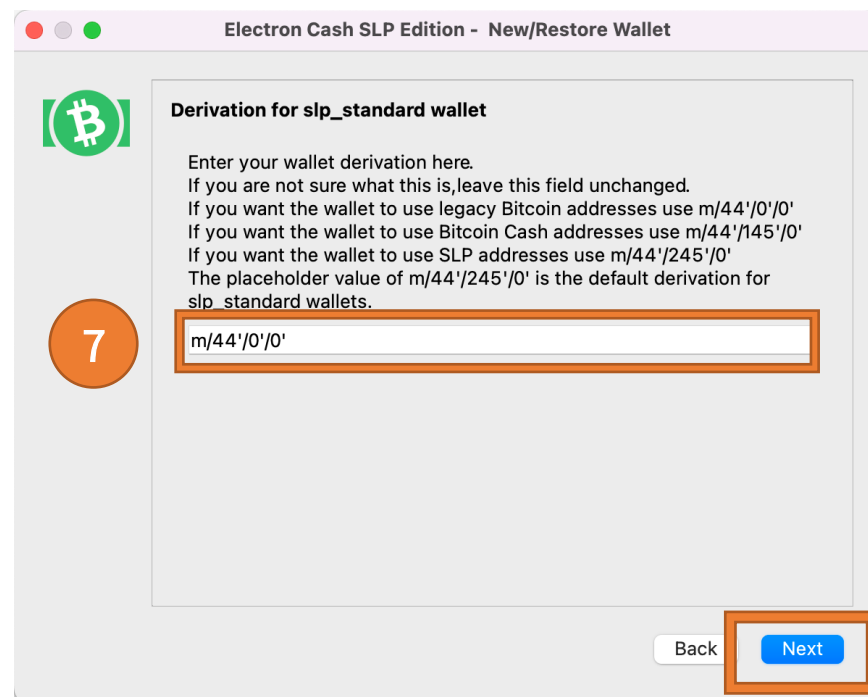 Electron Cash SLP Edition - New/Restore Wallet
Derivation for slp_standard wallet
Enter your wallet derivation here.
If you are not sure what this is,leave this field unchanged.
If you want the wallet to use legacy Bitcoin addresses use m/44'/0'/0'
If you want the wallet to use Bitcoin Cash addresses use m/44'/145'/0'
If you want the wallet to use SLP addresses use m/44'/245'/0'
The placeholder value of m/44'/245'/0' is the default derivation for
slp_standard wallets.
7
m/44'/0'/0'
Back
Next